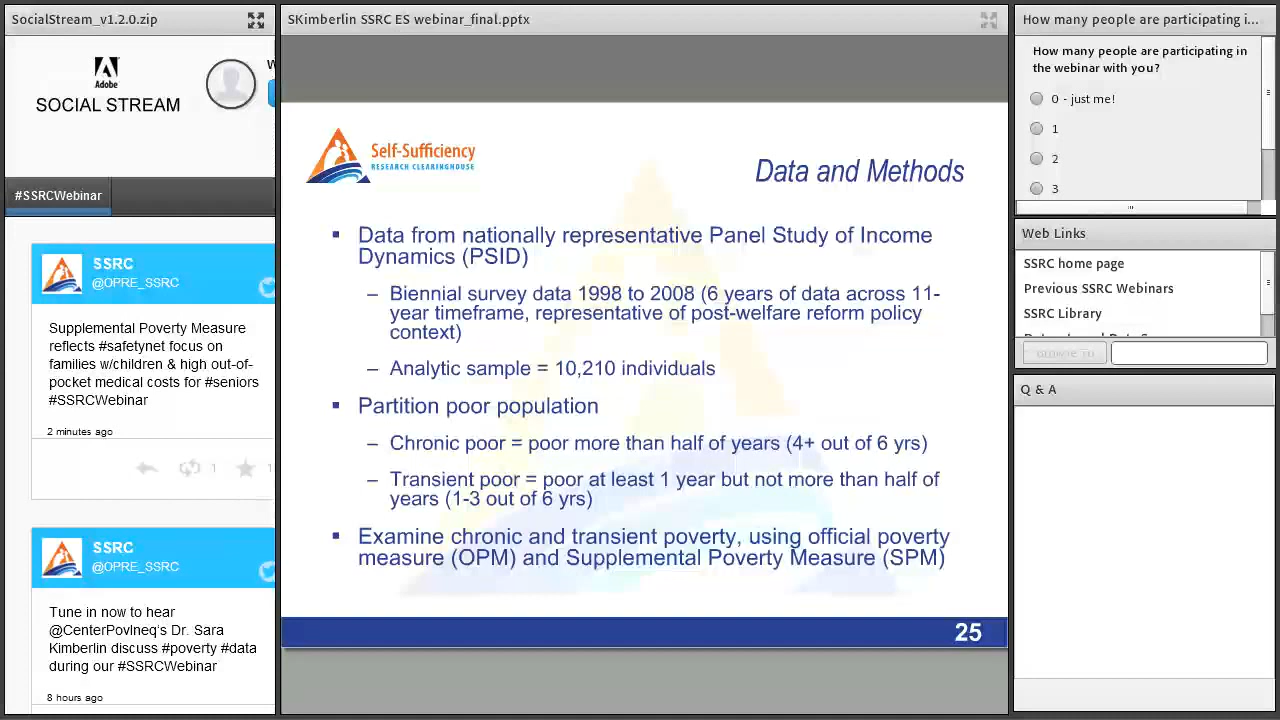 SocialStream_v1.2.0.zip
Adobe
SOCIAL STREAM
#SSRCWebinar
SSRC
@OPRE_SSRC
Supplemental Poverty Measure
reflects #safetynet focus on
families w/children & high out-of-
pocket medical costs for #seniors
#SSRCWebinar
2 minutes ago
1
SSRC
@OPRE_SSRC
Tune in now to hear
@CenterPovIneq's Dr. Sara
Kimberlin discuss #poverty #data
during our #SSRCWebinar
8 hours ago
SKimberlin SSRC ES webinar_final.pptx
Self-Sufficiency
RESEARCH CLEARINGHOUSE
Data and Methods
▪ Data from nationally representative Panel Study of Income
Dynamics (PSID)
– Biennial survey data 1998 to 2008 (6 years of data across 11-
year timeframe, representative of post-welfare reform policy
context)
– Analytic sample = 10,210 individuals
▪ Partition poor population
– Chronic poor = poor more than half of years (4+ out of 6 yrs)
– Transient poor = poor at least 1 year but not more than half of
years (1-3 out of 6 yrs)
▪ Examine chronic and transient poverty, using official poverty
measure (OPM) and Supplemental Poverty Measure (SPM)
25
How many people are participating i...
How many people are participating in
the webinar with you?
0 - just me!
1
2
3
Web Links
SSRC home page
Previous SSRC Webinars
SSRC Library
Q & A